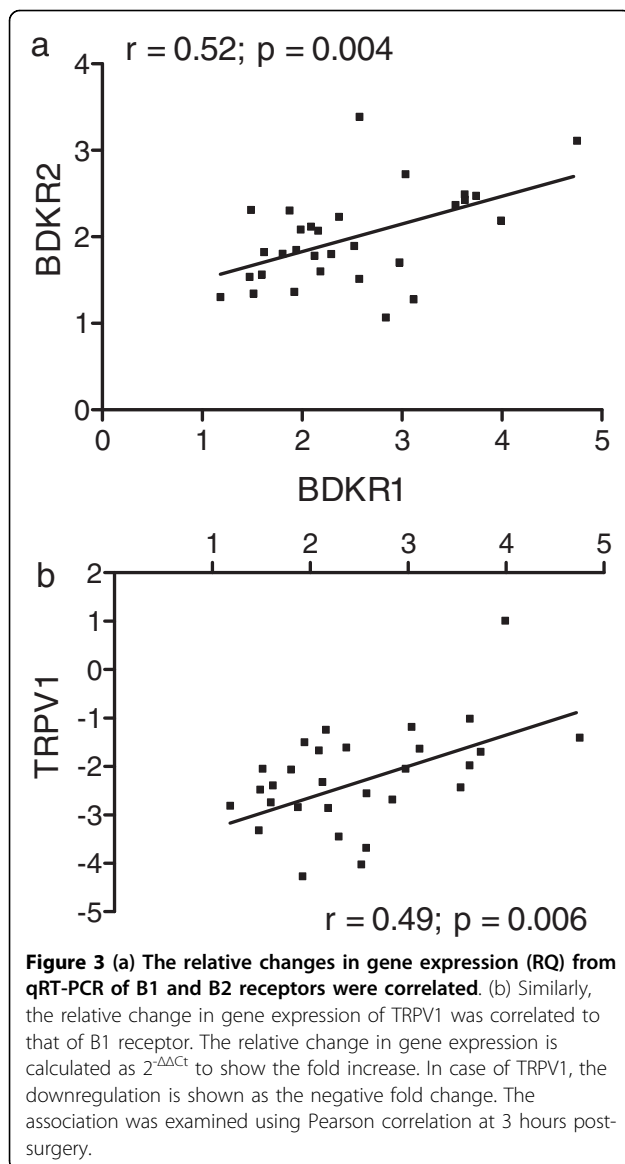 a
r = 0.52; p = 0.004
4
3
2
1
0
BDKR2
0 1 2 3 4 5
BDKR1
1 2 3 4 5
b
2
1
0
-1
-2
-3
-4
-5
TRPV1
r = 0.49; p = 0.006
Figure 3 (a) The relative changes in gene expression (RQ) from
qRT-PCR of B1 and B2 receptors were correlated. (b) Similarly,
the relative change in gene expression of TRPV1 was correlated to
that of B1 receptor. The relative change in gene expression is
calculated as 2^-ΔΔCt to show the fold increase. In case of TRPV1, the
downregulation is shown as the negative fold change. The
association was examined using Pearson correlation at 3 hours post-
surgery.